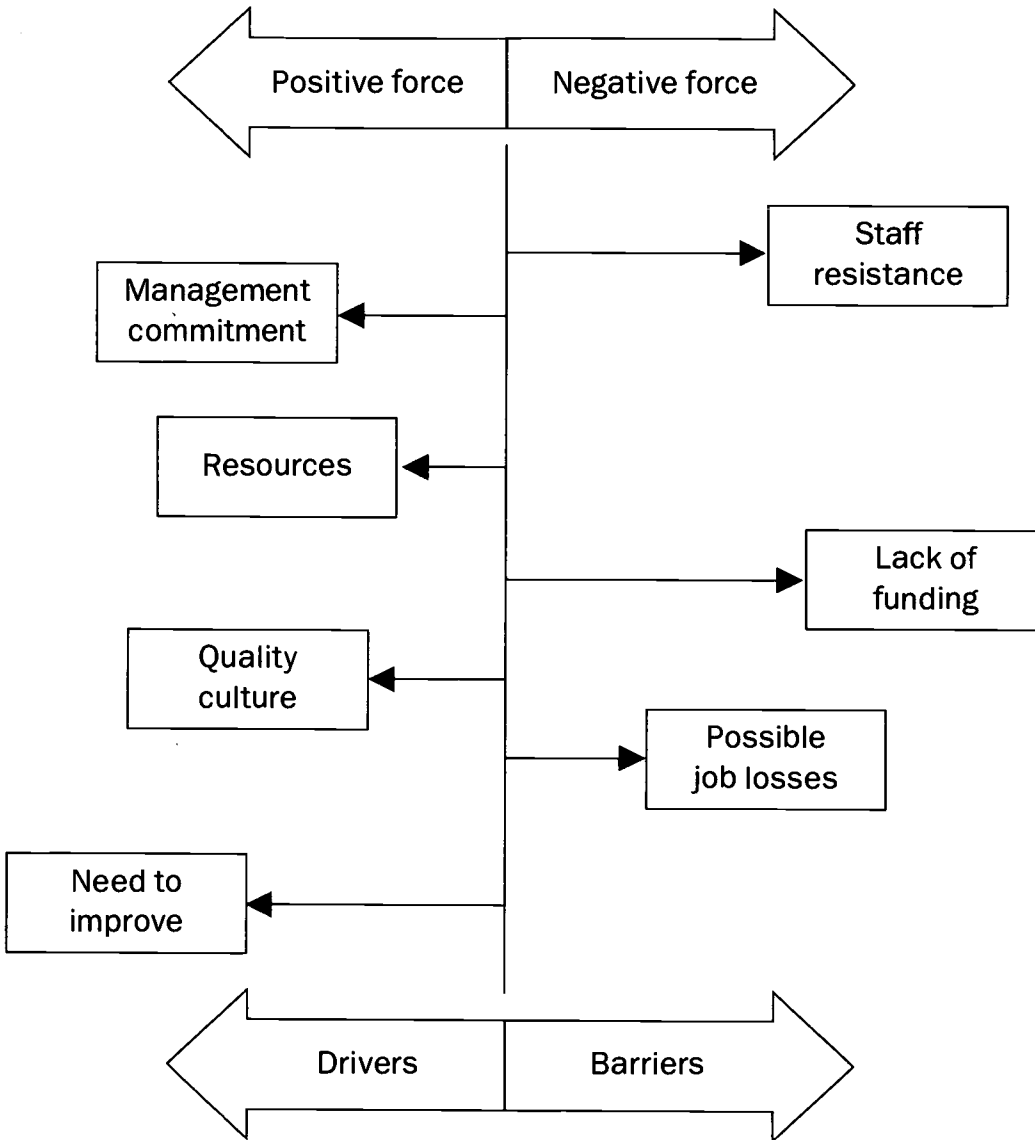 Positive force
Negative force
Staff
resistance
Management
commitment
Resources
Lack of
funding
Quality
culture
Possible
job losses
Need to
improve
Drivers
Barriers